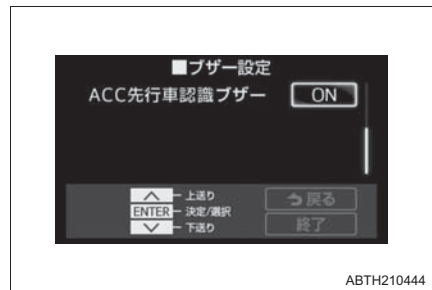 ■ブザー設定
ACC先行車認識ブザー ON
へ 上送り
ENTER 決定/選択
戻る
∨ 下送り
終了
ABTH210444